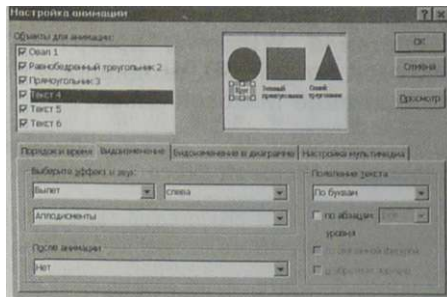 Настройка анимации
Объекты для анимации:
Овал 1
Равнобедренный треугольник 2
Прямоугольник 3
Текст 4
Текст 5
Текст 6
Круг
Синий треугольник
ОК
Отмена
Просмотр
Порядок и время
Видоизменение
Видоизменение в диаграмме
Настройка мультимедиа
Выберите эффект и звук:
Вылет
слева
Аплодисменты
Появление текста
По буквам
по абзацам
уровня
После анимации
Нет